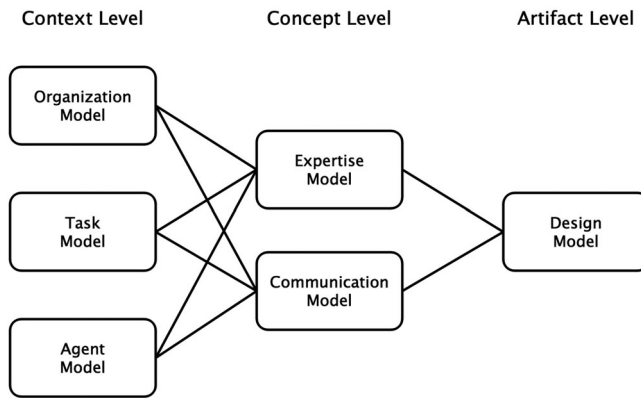 Context Level
Concept Level
Artifact Level
Organization
Model
Expertise
Model
Task
Model
Design
Model
Communication
Model
Agent
Model